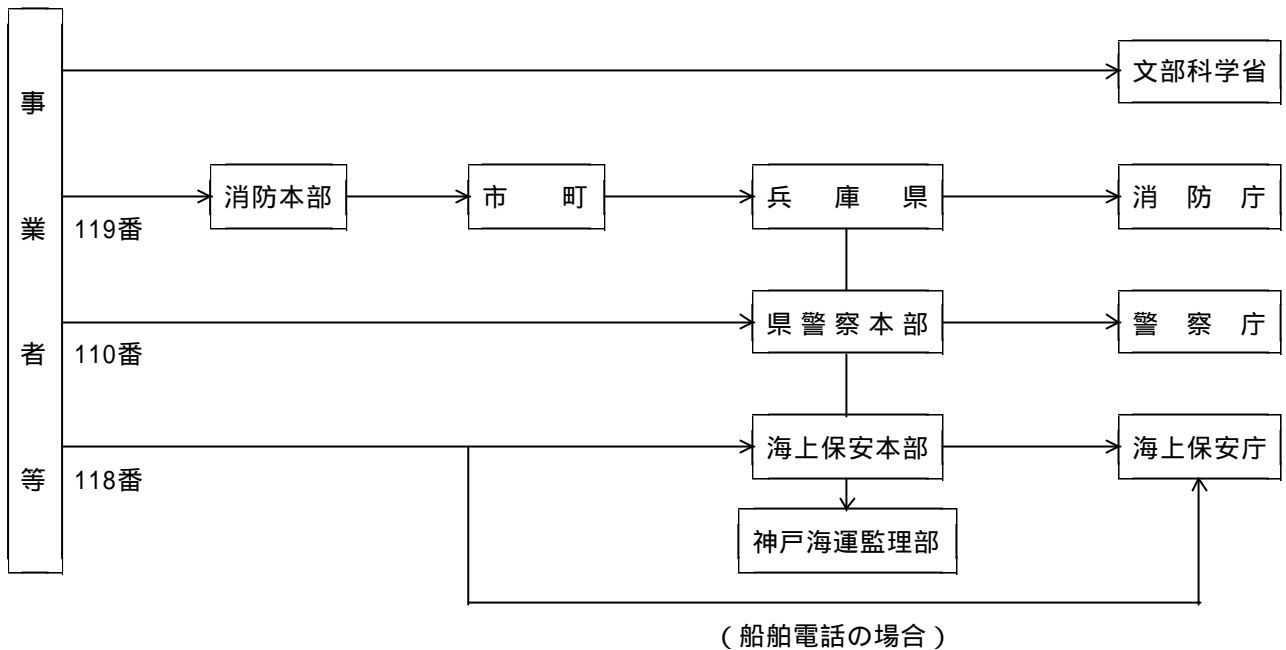 事業者等
文部科学省
消防本部
市 町
兵 庫 県
消 防 庁
119番
県警察本部
警 察 庁
110番
海上保安本部
海上保安庁
118番
神戸海運監理部
(船舶電話の場合)